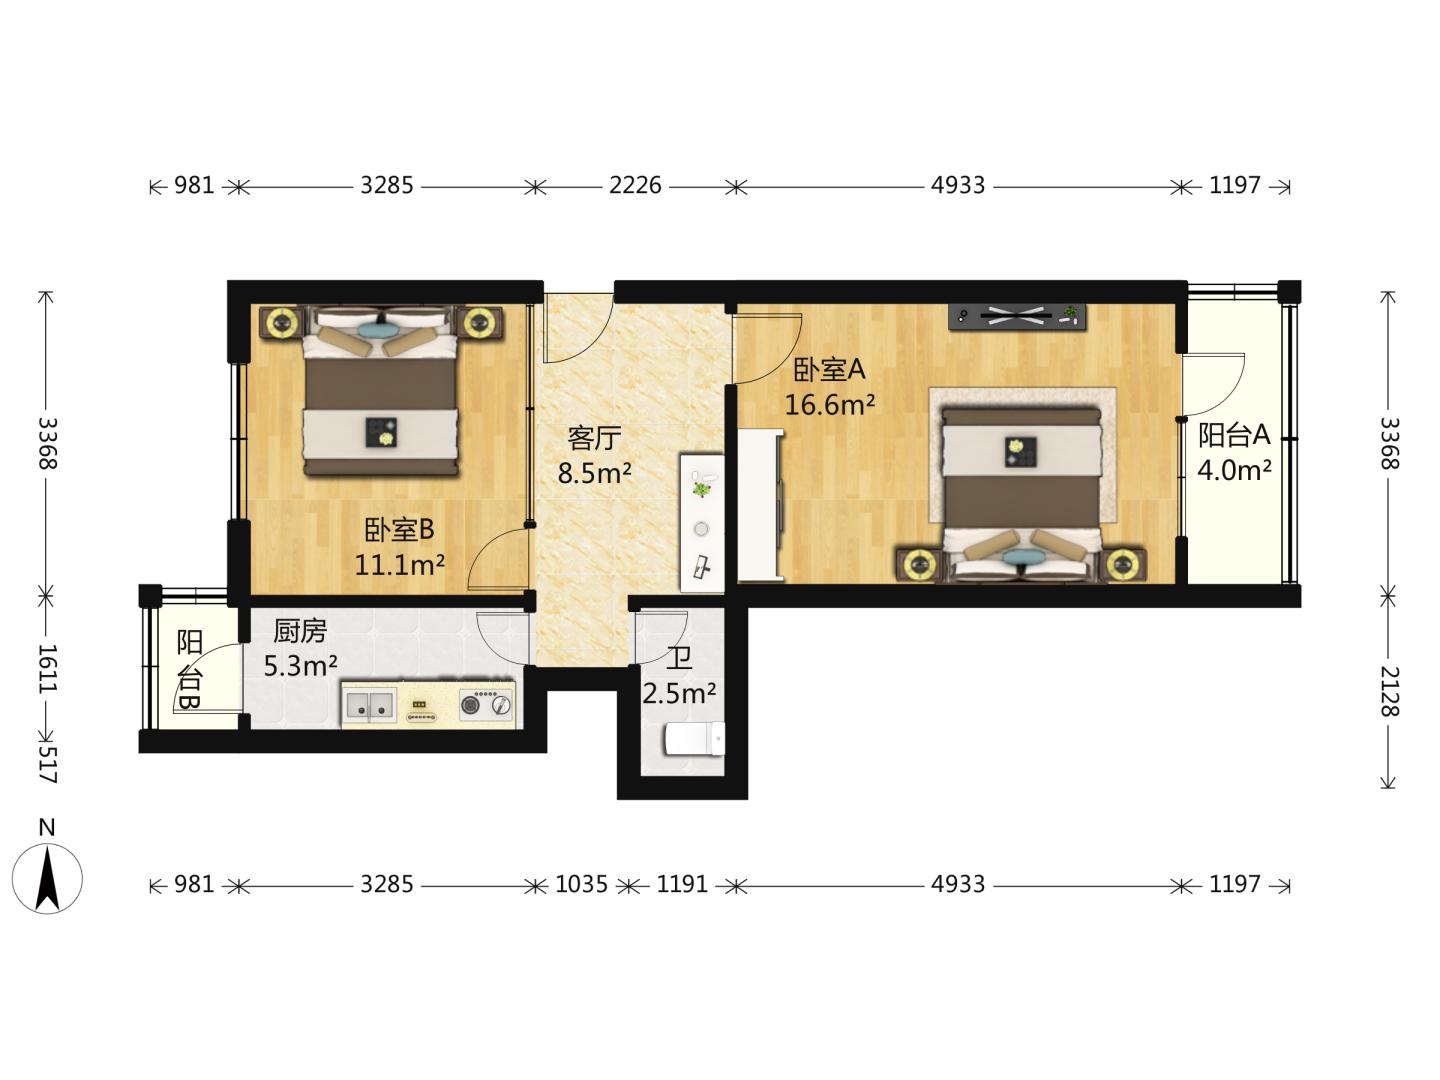 981
3285
2226
4933
1197
3368
1611
517
3368
2128
卧室A
16.6m²
客厅
8.5m²
阳台A
4.0m²
卧室B
11.1m²
厨房
5.3m²
阳
台B
卫
2.5m²
N
981
3285
1035
1191
4933
1197